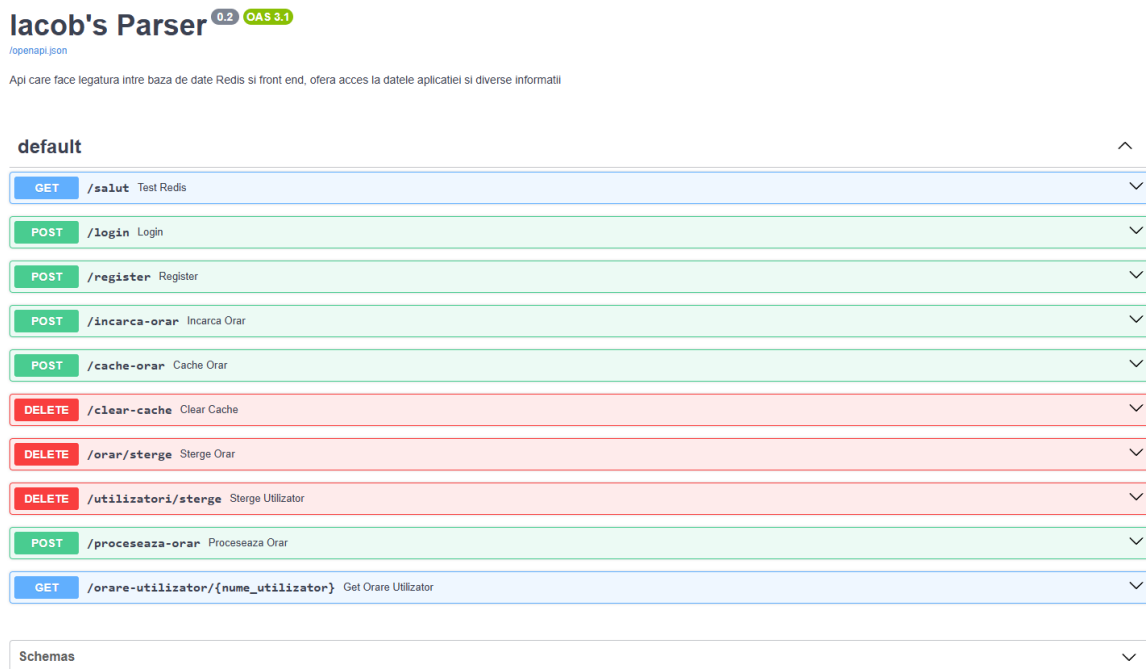 Iacob's Parser 0.2 OAS 3.1
/openapi.json
Api care face legatura intre baza de date Redis si front end, ofera acces la datele aplicatiei si diverse informatii
default
GET /salut Test Redis
POST /login Login
POST /register Register
POST /incarca-orar Incarca Orar
POST /cache-orar Cache Orar
DELETE /clear-cache Clear Cache
DELETE /orar/sterge Sterge Orar
DELETE /utilizatori/sterge Sterge Utilizator
POST /proceseaza-orar Proceseaza Orar
GET /orare-utilizator/{nume_utilizator} Get Orare Utilizator
Schemas